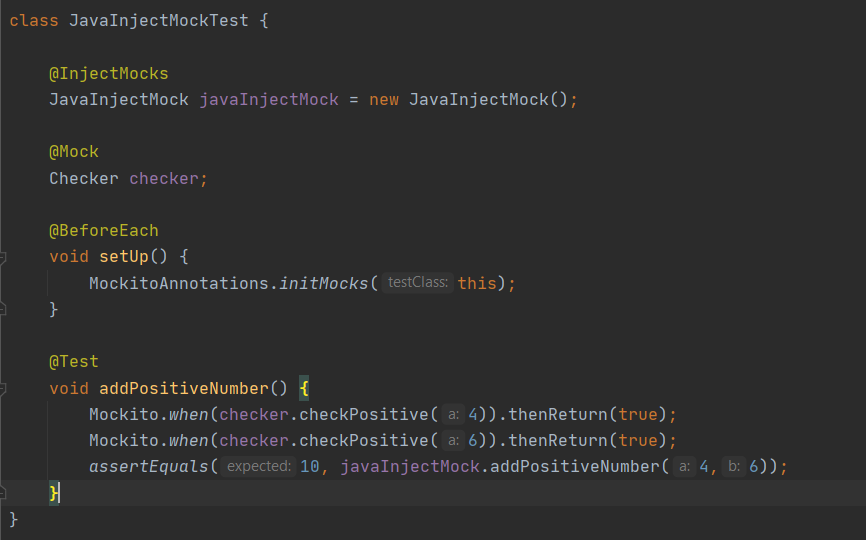 class JavaInjectMockTest {
@InjectMocks
JavaInjectMock javaInjectMock = new JavaInjectMock();
@Mock
Checker checker;
@BeforeEach
void setUp() {
MockitoAnnotations.initMocks( testClass: this);
}
@Test
void addPositiveNumber() {
Mockito.when(checker.checkPositive( a: 4)).thenReturn(true);
Mockito.when(checker.checkPositive( a: 6)).thenReturn(true);
assertEquals( expected: 10, javaInjectMock.addPositiveNumber( a: 4, b: 6));
}
}